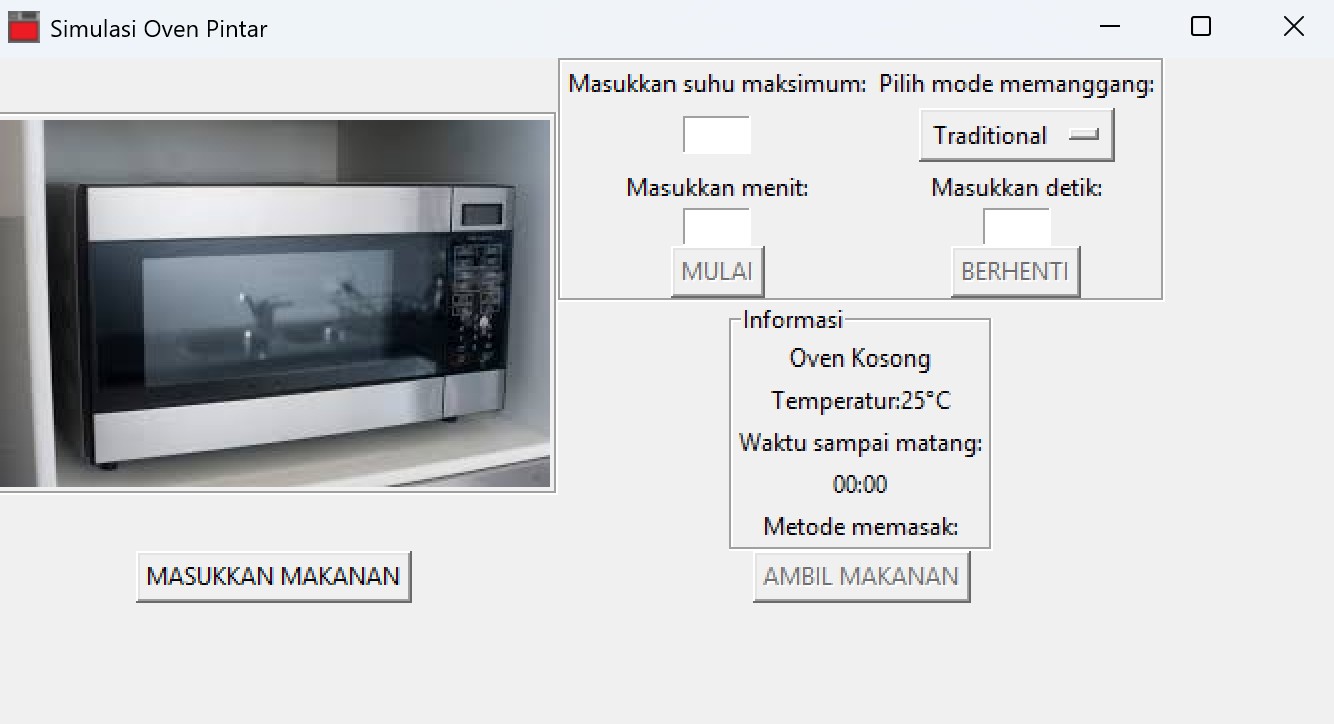 Simulasi Oven Pintar
Masukkan suhu maksimum: Pilih mode memanggang:
Traditional
Masukkan menit: Masukkan detik:
MULAI BERHENTI
Informasi
Oven Kosong
Temperatur:25°C
Waktu sampai matang:
00:00
Metode memasak:
MASUKKAN MAKANAN AMBIL MAKANAN